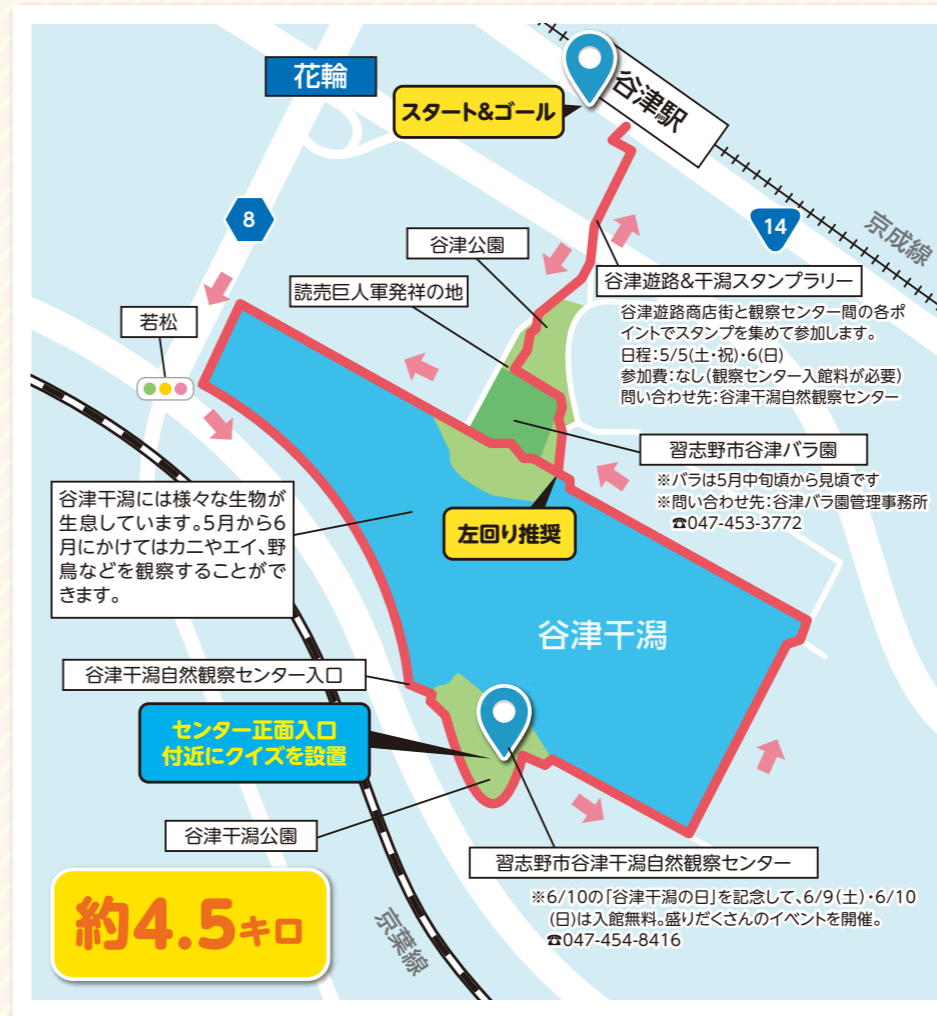 花輪
谷津駅
スタート&ゴール
8
14
京成線
谷津公園
谷津遊路&干潟スタンプラリー
谷津遊路商店街と観察センター間の各ポ
イントでスタンプを集めて参加します。
日程:5/5(土・祝)・6(日)
参加費:なし(観察センター入館料が必要)
問い合わせ先:谷津干潟自然観察センター
読売巨人軍発祥の地
若松
習志野市谷津バラ園
※バラは5月中旬頃から見頃です
※問い合わせ先:谷津バラ園管理事務所
☎047-453-3772
谷津干潟には様々な生物が
生息しています。5月から6
月にかけてはカニやエイ、野
鳥などを観察することがで
きます。
左回り推奨
谷津干潟
谷津干潟自然観察センター入口
センター正面入口
付近にクイズを設置
谷津干潟公園
習志野市谷津干潟自然観察センター
※6/10の「谷津干潟の日」を記念して、6/9(土)・6/10
(日)は入館無料。盛りだくさんのイベントを開催。
☎047-454-8416
約4.5キロ
京葉線